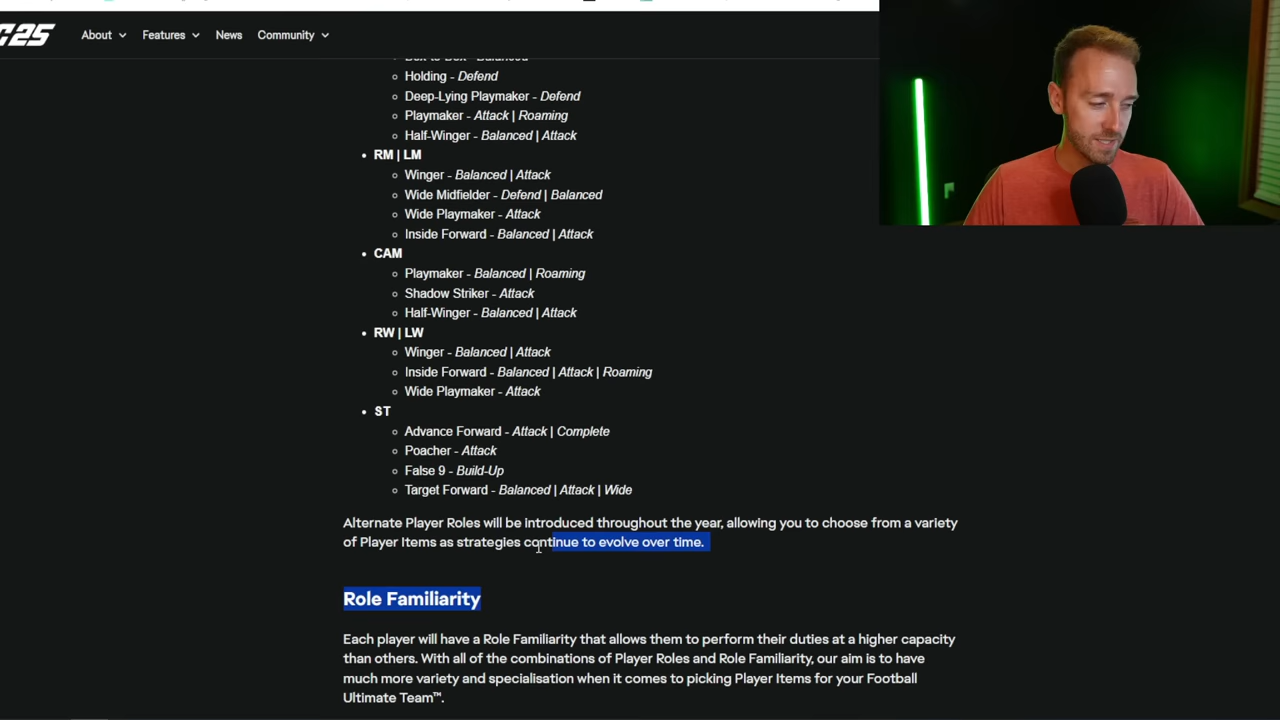 C25
About
Features
News
Community
Box-to-Box - Balanced
Holding - Defend
Deep-Lying Playmaker - Defend
Playmaker - Attack | Roaming
Half-Winger - Balanced | Attack
RM | LM
Winger - Balanced | Attack
Wide Midfielder - Defend | Balanced
Wide Playmaker - Attack
Inside Forward - Balanced | Attack
CAM
Playmaker - Balanced | Roaming
Shadow Striker - Attack
Half-Winger - Balanced | Attack
RW | LW
Winger - Balanced | Attack
Inside Forward - Balanced | Attack | Roaming
Wide Playmaker - Attack
ST
Advance Forward - Attack | Complete
Poacher - Attack
False 9 - Build-Up
Target Forward - Balanced | Attack | Wide
Alternate Player Roles will be introduced throughout the year, allowing you to choose from a variety
of Player Items as strategies continue to evolve over time.
Role Familiarity
Each player will have a Role Familiarity that allows them to perform their duties at a higher capacity
than others. With all of the combinations of Player Roles and Role Familiarity, our aim is to have
much more variety and specialisation when it comes to picking Player Items for your Football
Ultimate Team™.